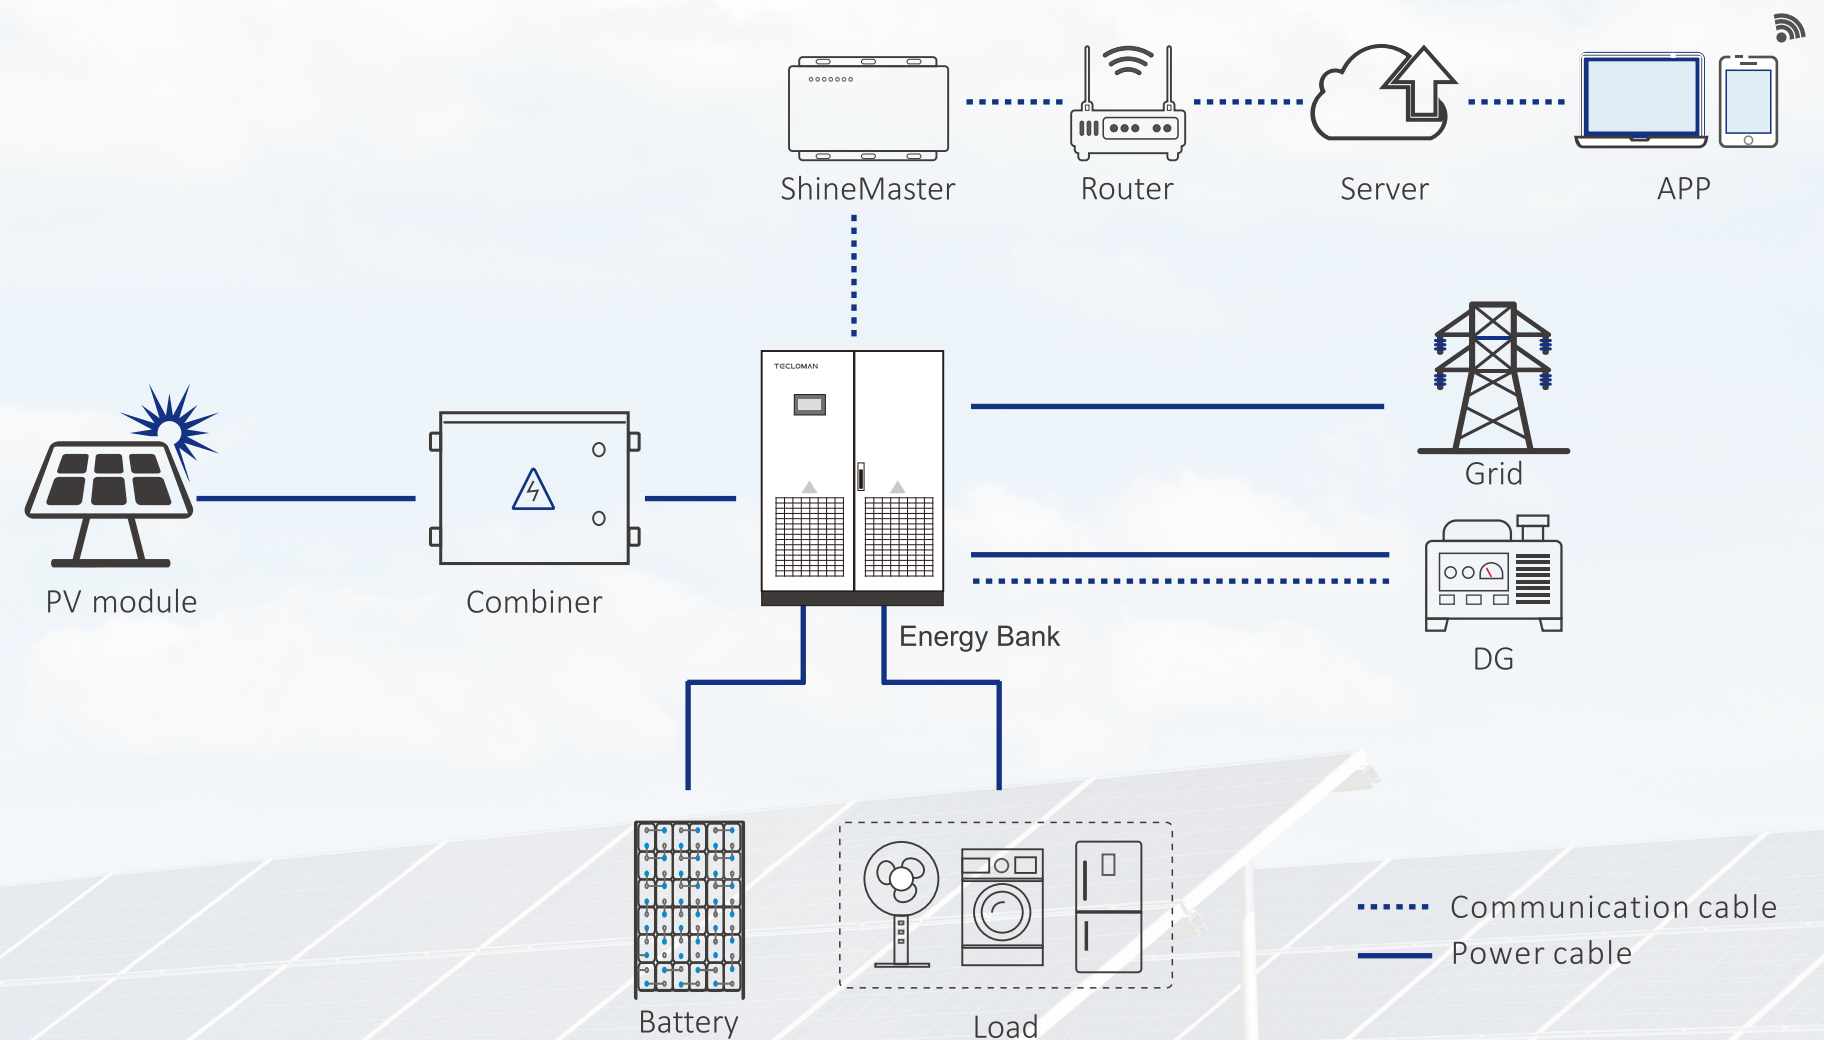 ShineMaster
Router
Server
APP
TECLOMAN
Grid
PV module
Combiner
Energy Bank
DG
Battery
Load
Communication cable
Power cable